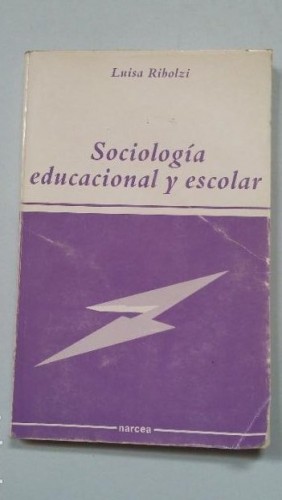 Luisa Ribolzi
Sociología
educacional y escolar
narcea